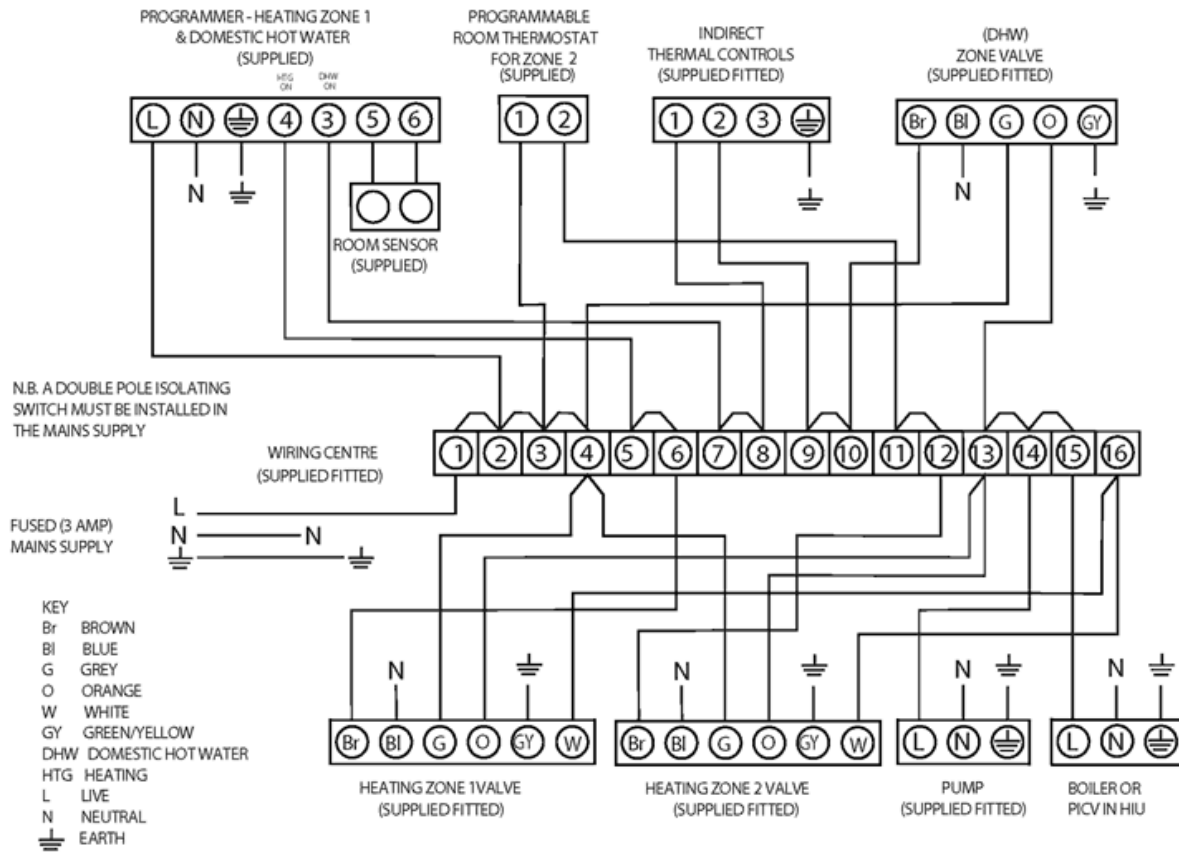 PROGRAMMER - HEATING ZONE 1
& DOMESTIC HOT WATER
(SUPPLIED)
HTG
ON
DHW
ON
L N 4 3 5 6
N
ROOM SENSOR
(SUPPLIED)
PROGRAMMABLE
ROOM THERMOSTAT
FOR ZONE 2
(SUPPLIED)
1 2
INDIRECT
THERMAL CONTROLS
(SUPPLIED FITTED)
1 2 3
(DHW)
ZONE VALVE
(SUPPLIED FITTED)
Br Bl G O GY
N
N.B. A DOUBLE POLE ISOLATING
SWITCH MUST BE INSTALLED IN
THE MAINS SUPPLY
WIRING CENTRE
(SUPPLIED FITTED)
1 2 3 4 5 6 7 8 9 10 11 12 13 14 15 16
FUSED (3 AMP)
MAINS SUPPLY
L
N N
KEY
Br BROWN
Bl BLUE
G GREY
O ORANGE
W WHITE
GY GREEN/YELLOW
DHW DOMESTIC HOT WATER
HTG HEATING
L LIVE
N NEUTRAL
EARTH
N
Br Bl G O GY W
HEATING ZONE 1VALVE
(SUPPLIED FITTED)
N
Br Bl G O GY W
HEATING ZONE 2 VALVE
(SUPPLIED FITTED)
N
L N
PUMP
(SUPPLIED FITTED)
N
L N
BOILER OR
PICV IN HIU